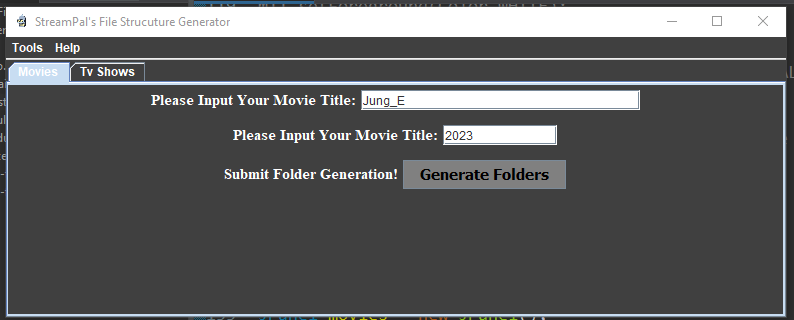 StreamPal's File Strucuture Generator
Tools Help
Movies Tv Shows
Please Input Your Movie Title: Jung_E
Please Input Your Movie Title: 2023
Submit Folder Generation! Generate Folders